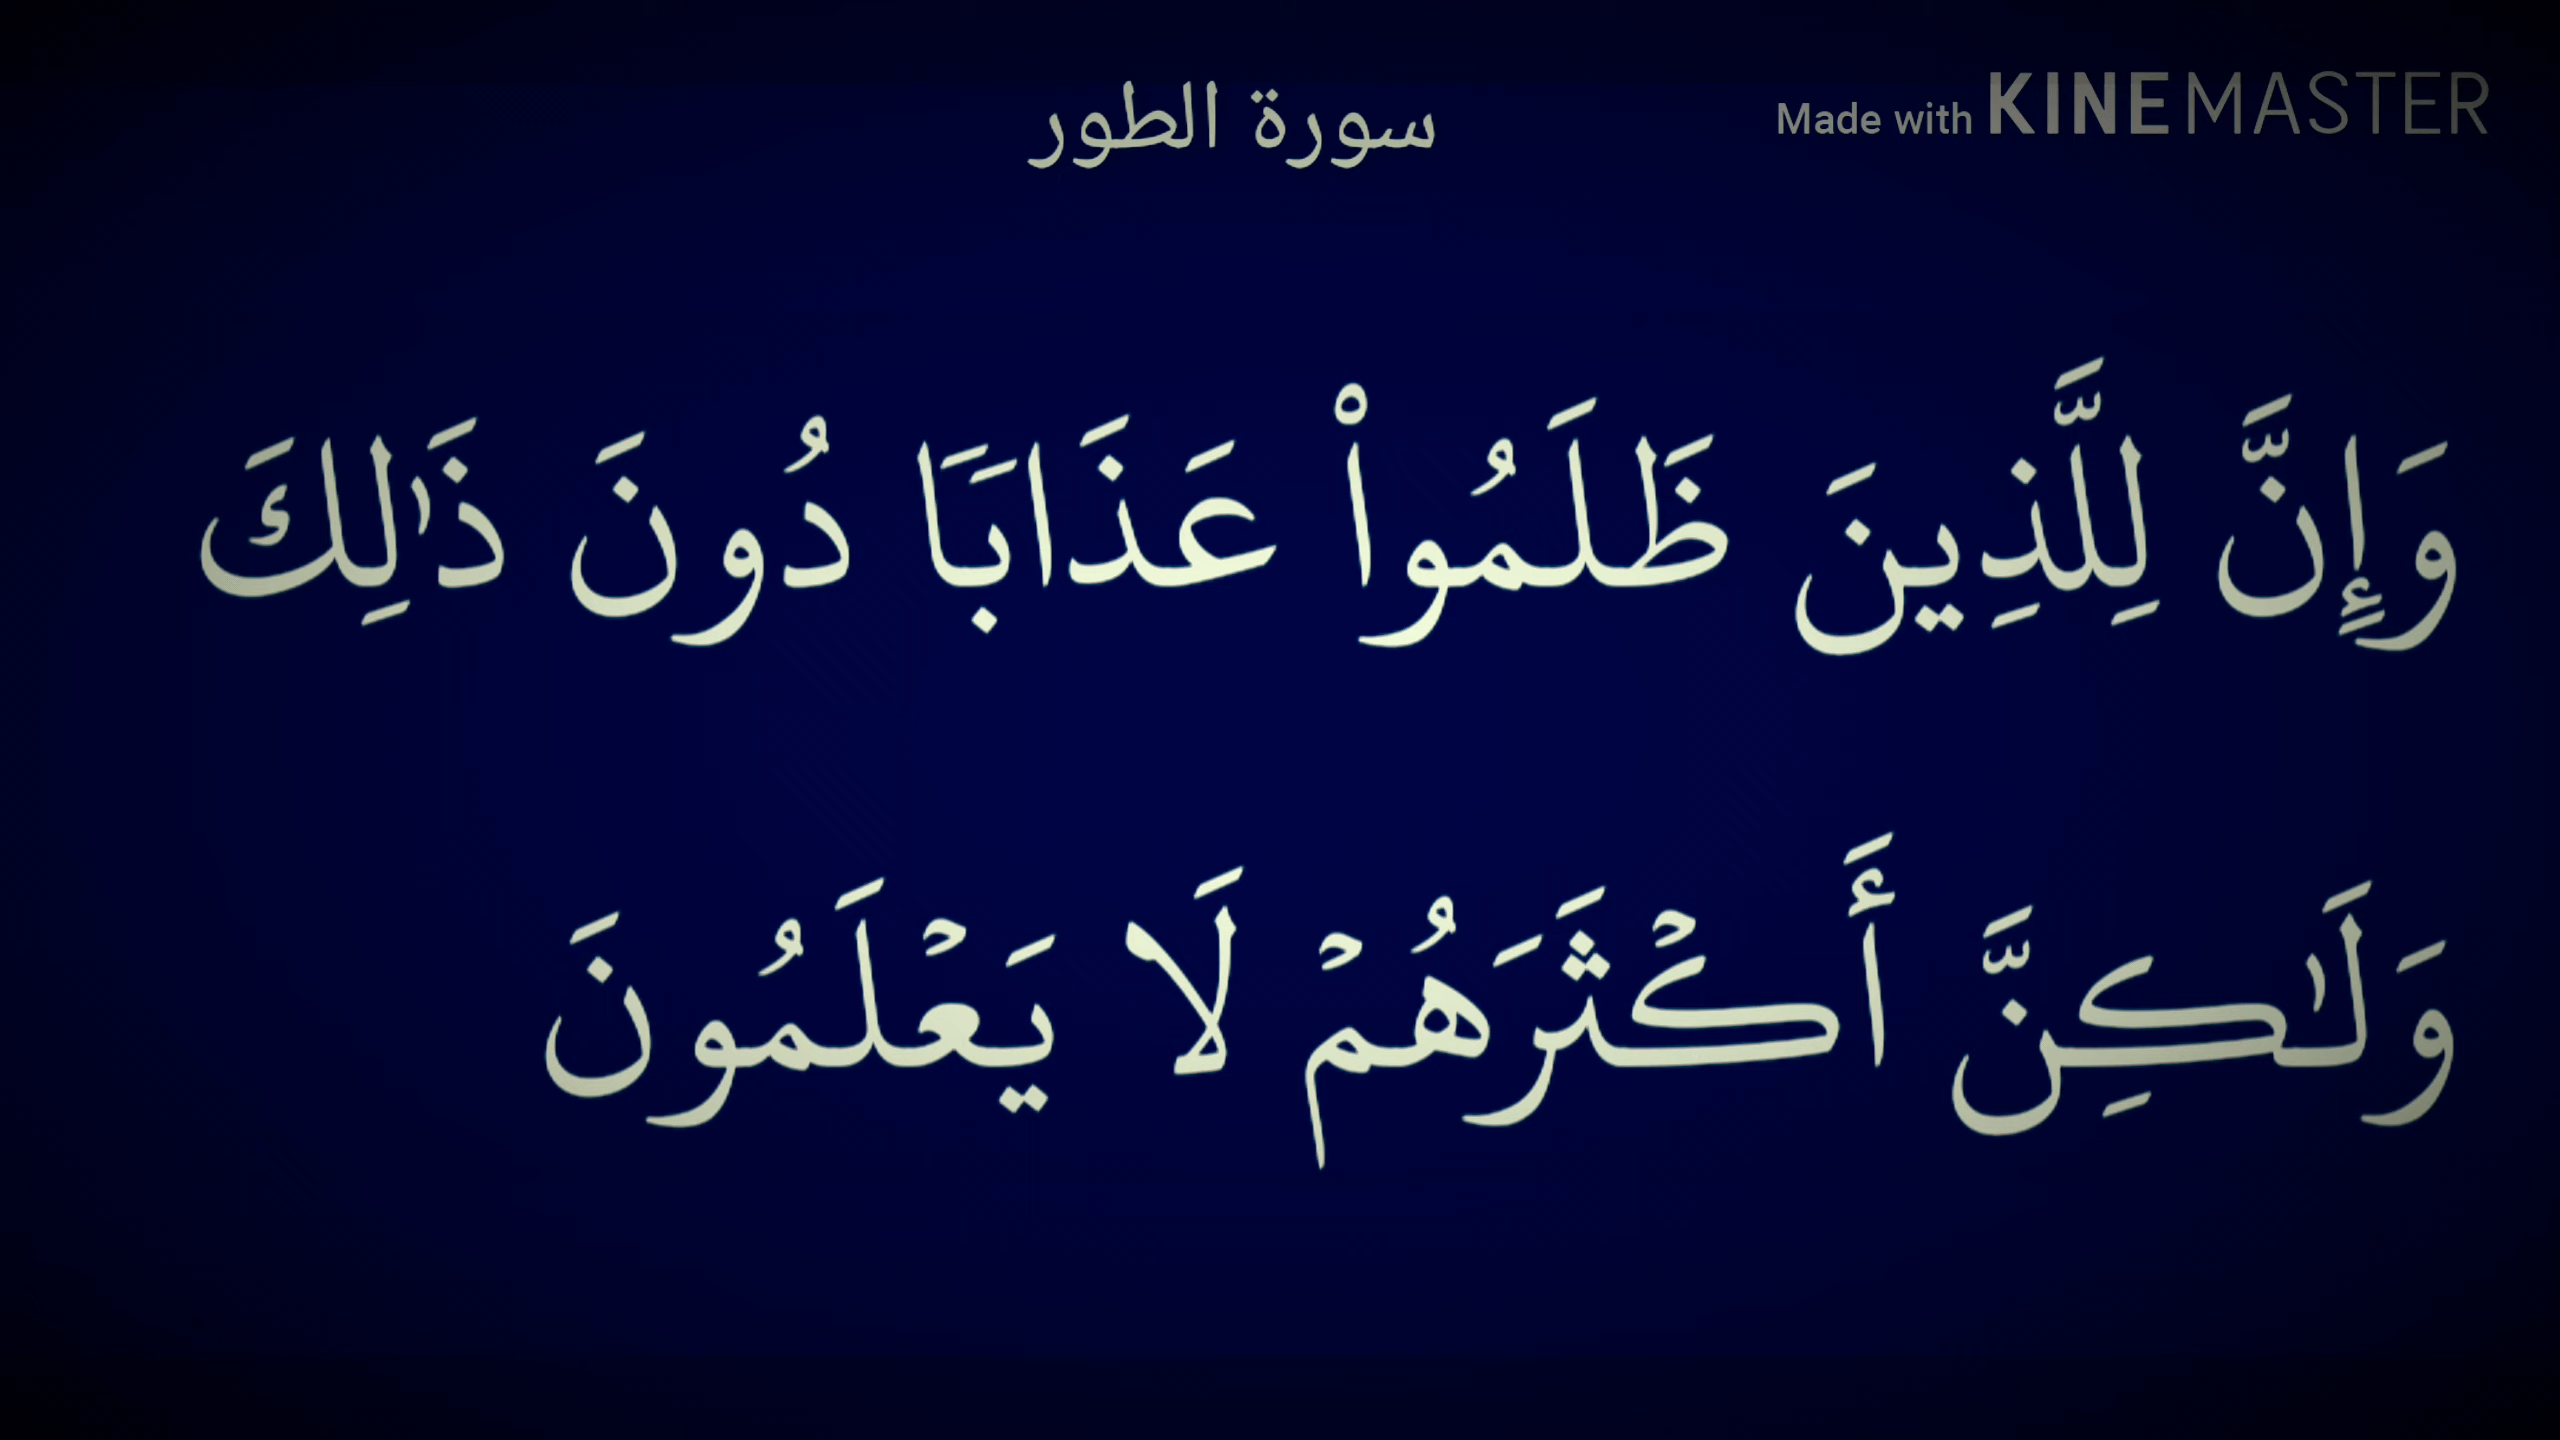 سورة الطور
Made with KINEMASTER
وَإِنَّ لِلَّذِينَ ظَلَمُوا۟ عَذَابٗا دُونَ ذَٰلِكَ
وَلَٰكِنَّ أَكۡثَرَهُمۡ لَا يَعۡلَمُونَ